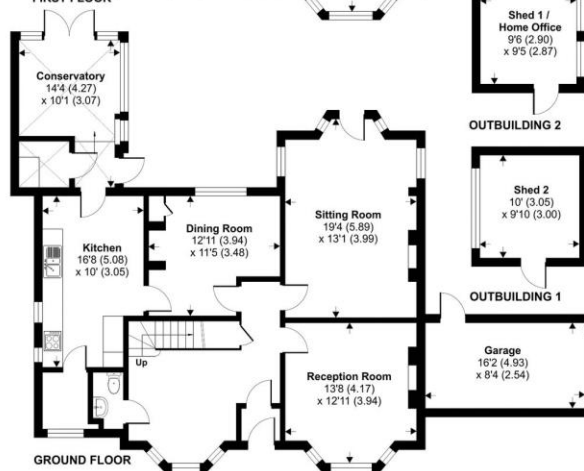 FIRST FLOOR
Conservatory
14'4 (4.27)
x 10'1 (3.07)
Shed 1 /
Home Office
9'6 (2.90)
x 9'5 (2.87)
OUTBUILDING 2
Shed 2
10' (3.05)
x 9'10 (3.00)
OUTBUILDING 1
Dining Room
12'11 (3.94)
x 11'5 (3.48)
Sitting Room
19'4 (5.89)
x 13'1 (3.99)
Kitchen
16'8 (5.08)
x 10' (3.05)
Up
Reception Room
13'8 (4.17)
x 12'11 (3.94)
Garage
16'2 (4.93)
x 8'4 (2.54)
GROUND FLOOR